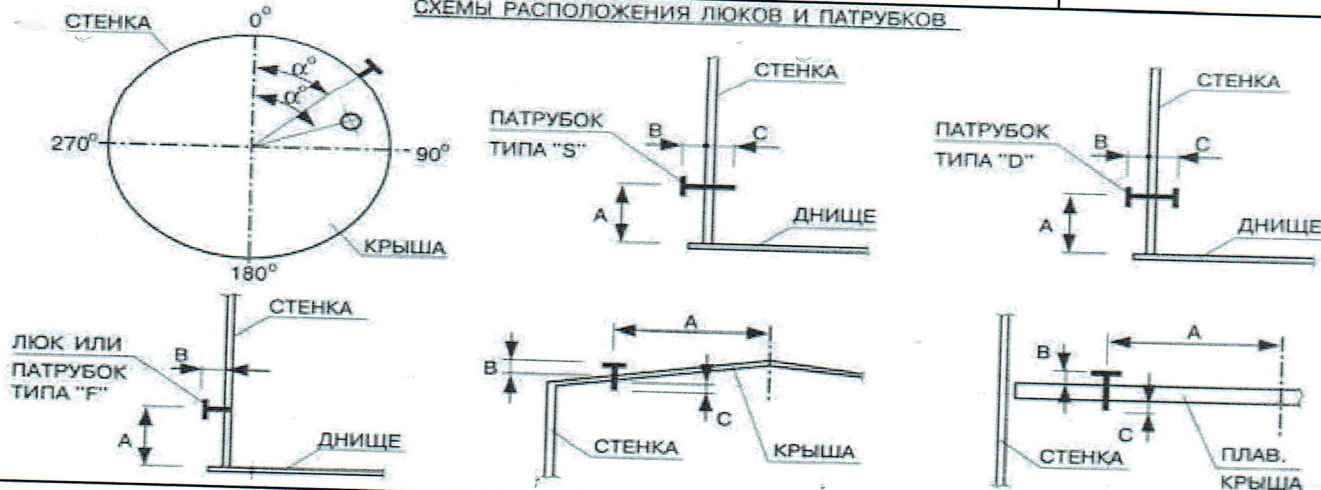 СХЕМЫ РАСПОЛОЖЕНИЯ ЛЮКОВ И ПАТРУБКОВ
СТЕНКА
0°
α°
α°
270°
90°
КРЫША
180°
СТЕНКА
ПАТРУБОК
ТИПА "S"
B
C
A
ДНИЩЕ
СТЕНКА
ПАТРУБОК
ТИПА "D"
B
C
A
ДНИЩЕ
СТЕНКА
ЛЮК ИЛИ
ПАТРУБОК
ТИПА "F"
B
A
ДНИЩЕ
A
B
C
СТЕНКА
КРЫША
A
B
C
СТЕНКА
ПЛАВ.
КРЫША